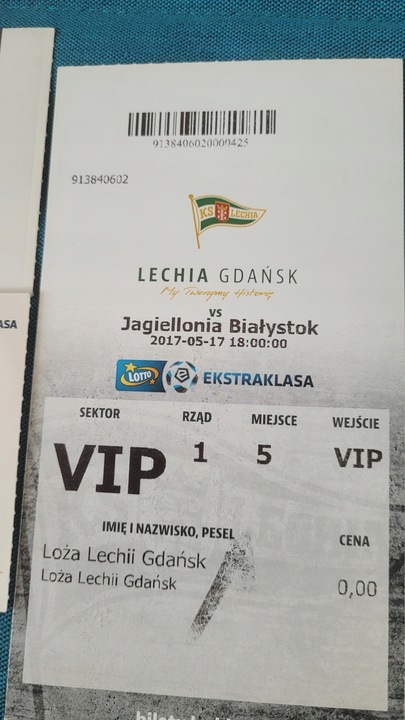 9138406020000425
913840602
KS LECHIA
LECHIA GDAŃSK
My Tworzymy Historię
vs
Jagiellonia Białystok
2017-05-17 18:00:00
LOTTO EKSTRAKLASA
ASA
SEKTOR RZĄD MIEJSCE WEJŚCIE
VIP 1 5 VIP
IMIĘ I NAZWISKO, PESEL CENA
Loża Lechii Gdańsk
Loża Lechii Gdańsk 0,00